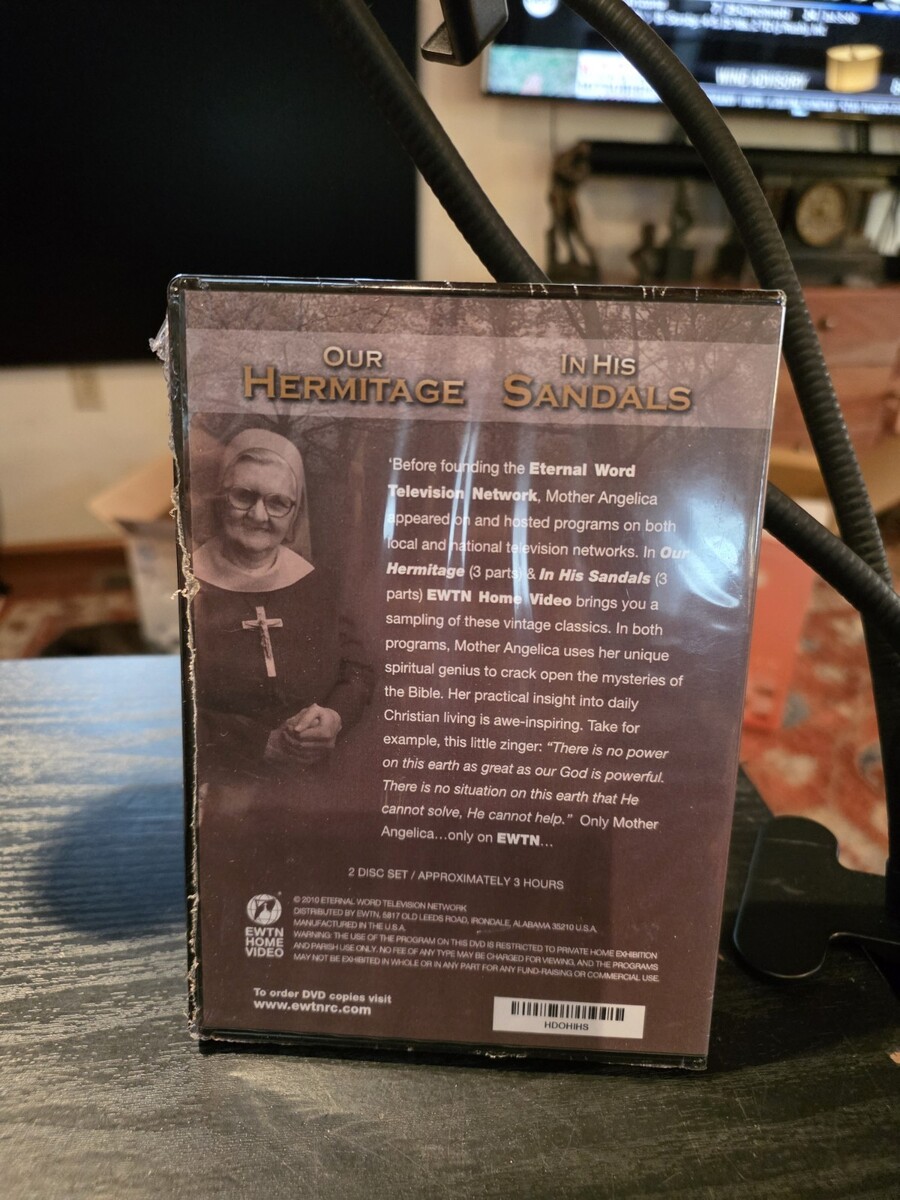 WIND ADVISORY
OUR
HERMITAGE
IN HIS
SANDALS
'Before founding the Eternal Word
Television Network, Mother Angelica
appeared on and hosted programs on both
local and national television networks. In Our
Hermitage (3 parts) & In His Sandals (3
parts) EWTN Home Video brings you a
sampling of these vintage classics. In both
programs, Mother Angelica uses her unique
spiritual genius to crack open the mysteries of
the Bible. Her practical insight into daily
Christian living is awe-inspiring. Take for
example, this little zinger: "There is no power
on this earth as great as our God is powerful.
There is no situation on this earth that He
cannot solve, He cannot help." Only Mother
Angelica...only on EWTN...
2 DISC SET / APPROXIMATELY 3 HOURS
EWTN
HOME
VIDEO
®
© 2010 ETERNAL WORD TELEVISION NETWORK
DISTRIBUTED BY EWTN, 5817 OLD LEEDS ROAD, IRONDALE, ALABAMA 35210 U.S.A.
MANUFACTURED IN THE U.S.A.
WARNING: THE USE OF THE PROGRAM ON THIS DVD IS RESTRICTED TO PRIVATE HOME EXHIBITION
AND PARISH USE ONLY. NO FEE OF ANY TYPE MAY BE CHARGED FOR VIEWING, AND THE PROGRAMS
MAY NOT BE EXHIBITED IN WHOLE OR IN ANY PART FOR ANY FUND-RAISING OR COMMERCIAL USE.
To order DVD copies visit
www.ewtnrc.com
HDOHIHS